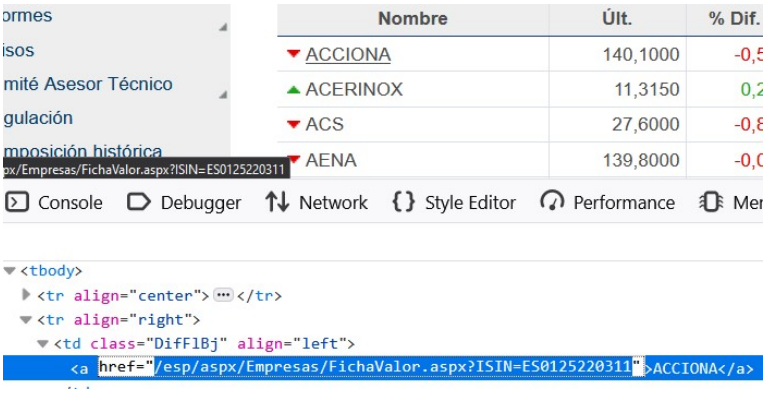 ormes
Nombre Últ. % Dif.
isos
ACCIONA 140,1000 -0,5
mité Asesor Técnico
ACERINOX 11,3150 0,2
gulación
ACS 27,6000 -0,8
mposición histórica
px/Empresas/FichaValor.aspx?ISIN=ES0125220311
AENA 139,8000 -0,0
Console Debugger Network {} Style Editor Performance Mer
<tbody>
<tr align="center"> ... </tr>
<tr align="right">
<td class="DifFlBj" align="left">
<a href="/esp/aspx/Empresas/FichaValor.aspx?ISIN=ES0125220311">ACCIONA</a>